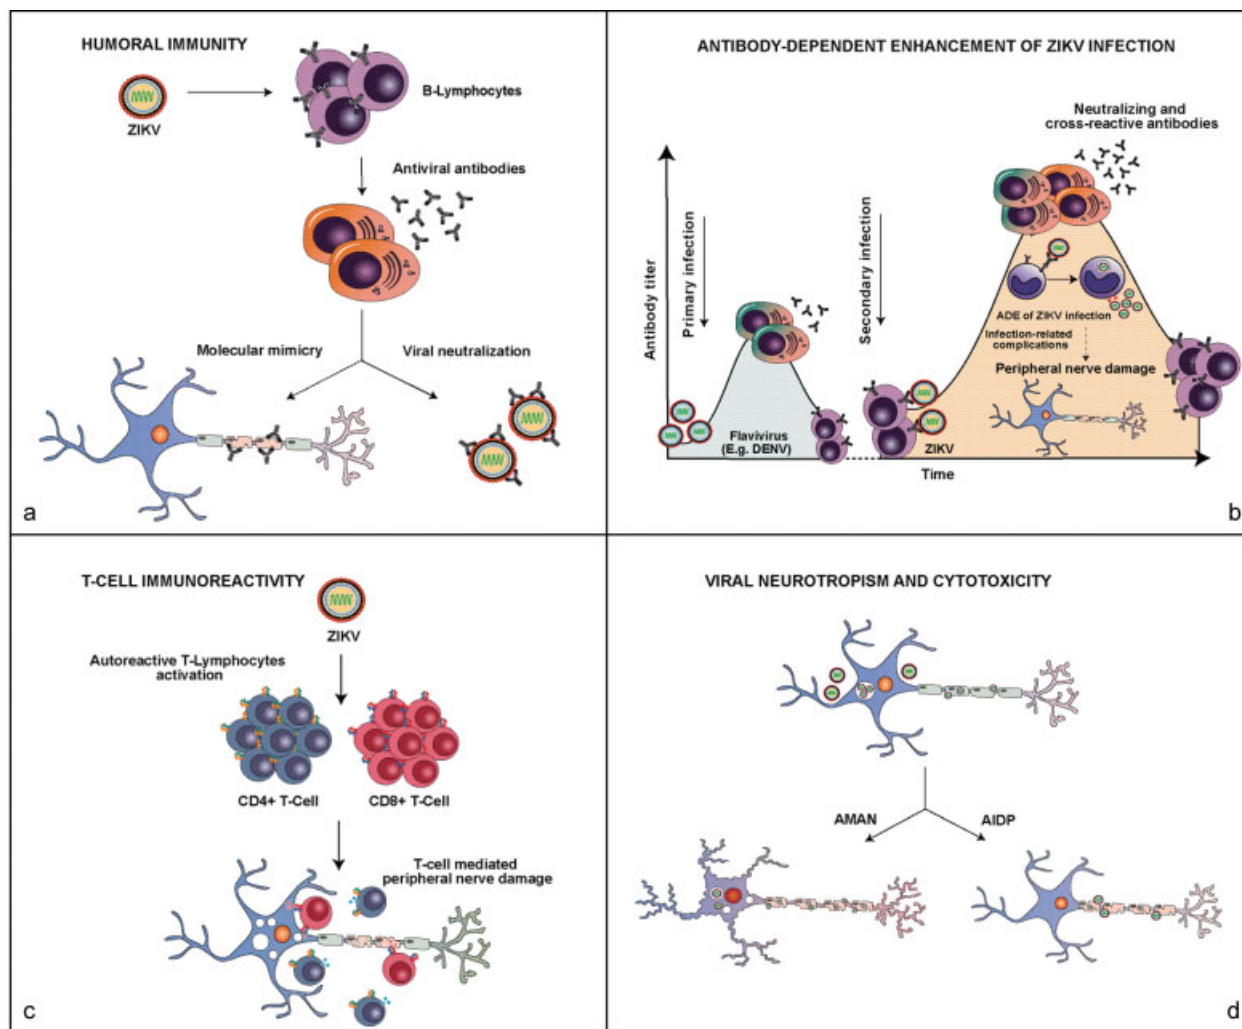 HUMORAL IMMUNITY
ZIKV
B-Lymphocytes
Antiviral antibodies
Molecular mimicry
Viral neutralization
a
ANTIBODY-DEPENDENT ENHANCEMENT OF ZIKV INFECTION
Neutralizing and
cross-reactive antibodies
Antibody titer
Primary infection
Secondary infection
ADE of ZIKV infection
Infection-related
complications
Peripheral nerve damage
Flavivirus
(E.g. DENV)
ZIKV
Time
b
T-CELL IMMUNOREACTIVITY
ZIKV
Autoreactive T-Lymphocytes
activation
CD4+ T-Cell
CD8+ T-Cell
T-cell mediated
peripheral nerve damage
c
VIRAL NEUROTROPISM AND CYTOTOXICITY
AMAN
AIDP
d